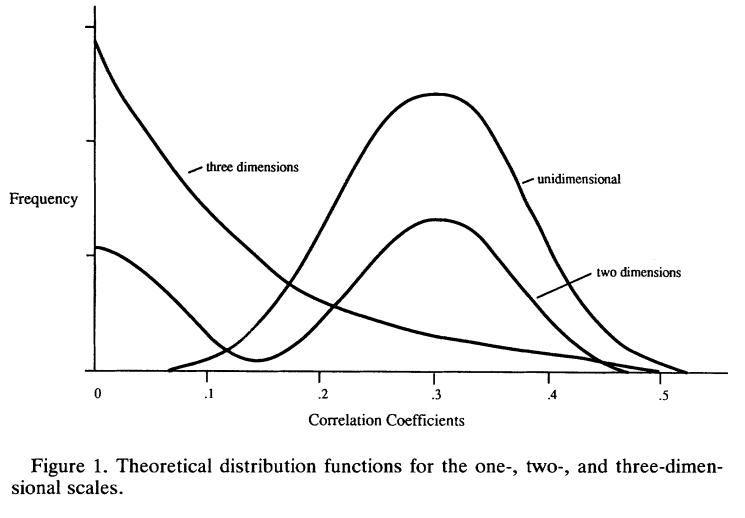 three dimensions
unidimensional
Frequency
two dimensions
0 .1 .2 .3 .4 .5
Correlation Coefficients
Figure 1. Theoretical distribution functions for the one-, two-, and three-dimen-
sional scales.